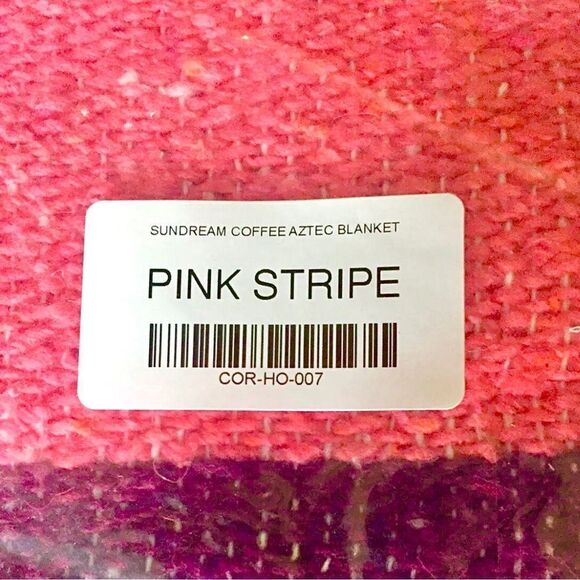 SUNDREAM COFFEE AZTEC BLANKET
PINK STRIPE
COR-HO-007